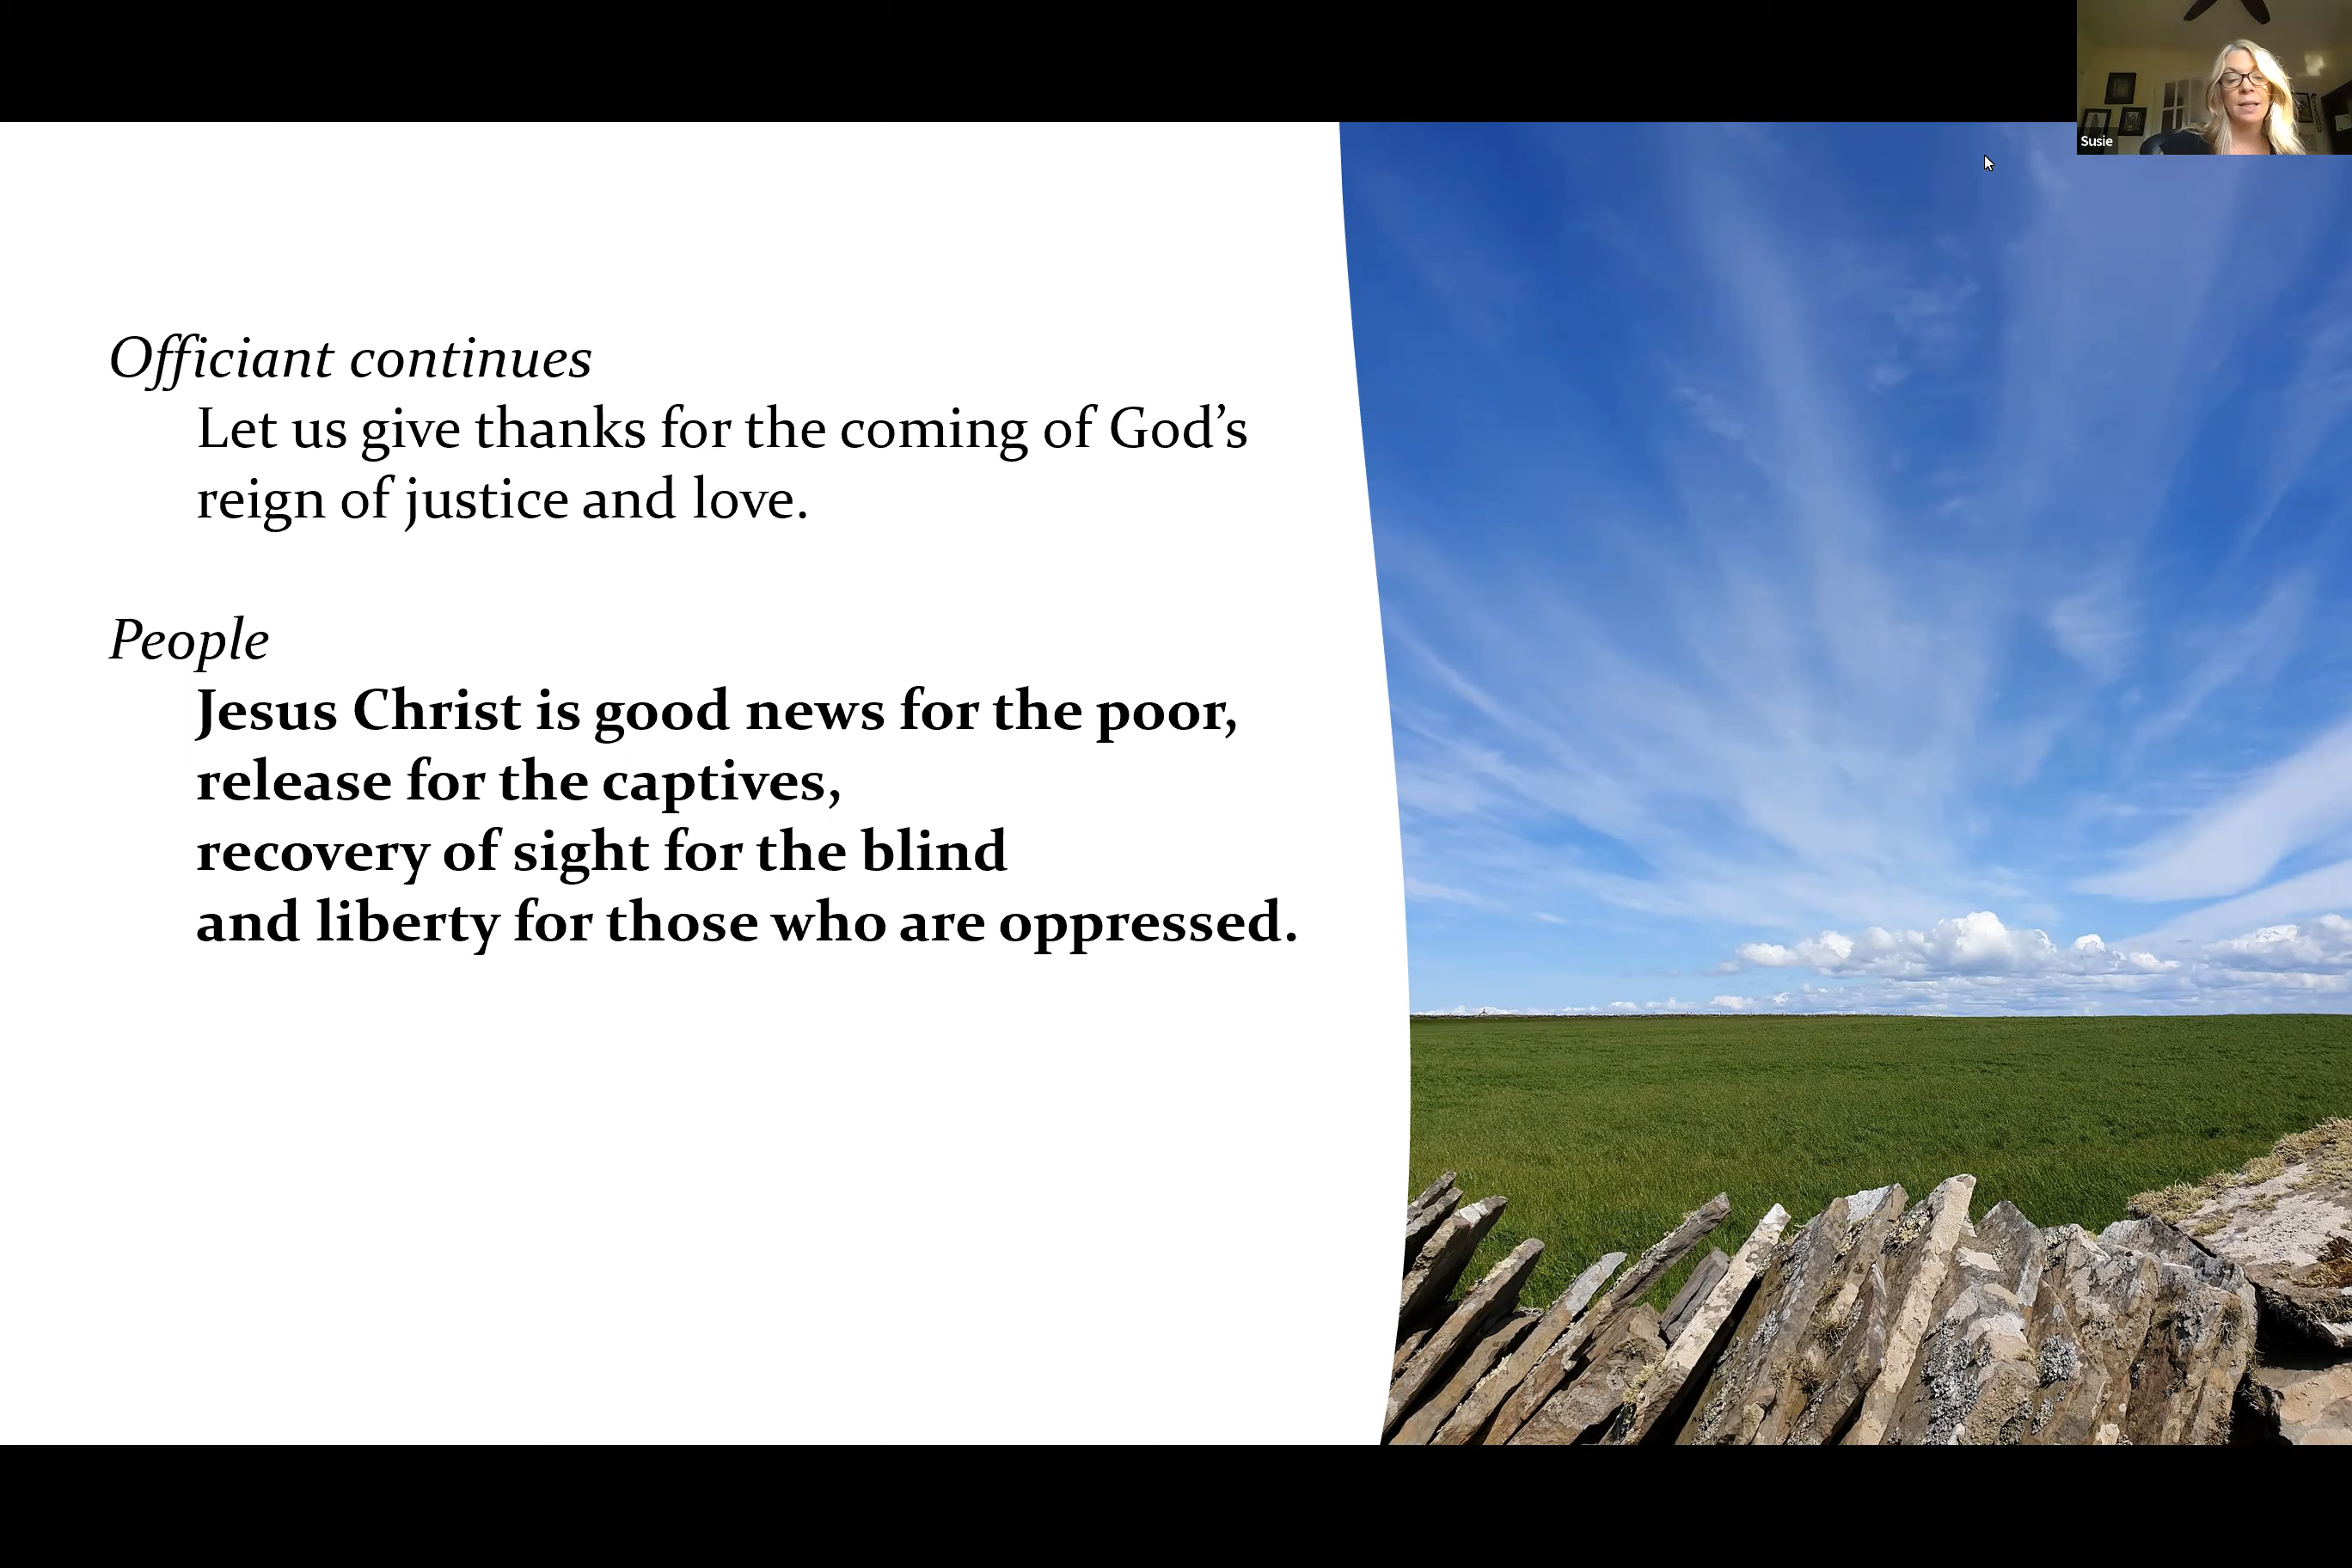 Susie
Officiant continues
Let us give thanks for the coming of God’s
reign of justice and love.
People
Jesus Christ is good news for the poor,
release for the captives,
recovery of sight for the blind
and liberty for those who are oppressed.